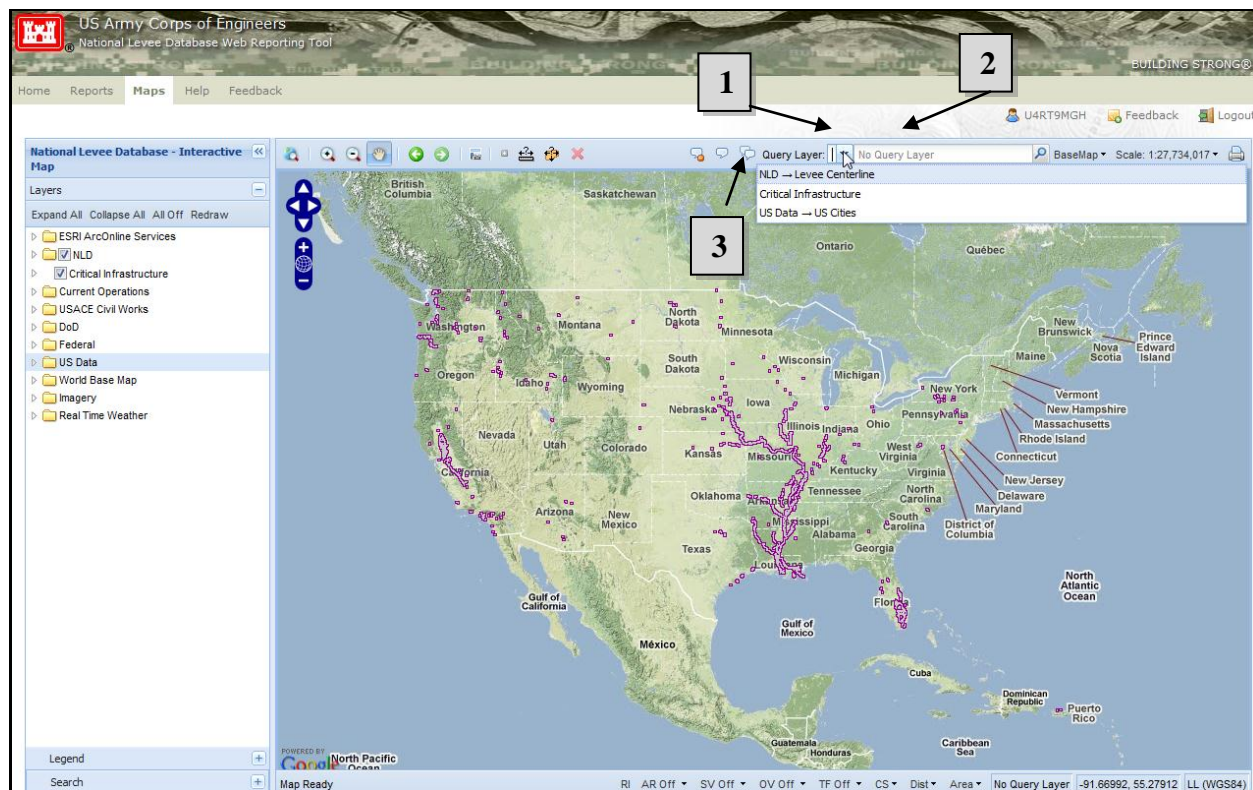 US Army Corps of Engineers
®
National Levee Database Web Reporting Tool
BUILDING STRONG®
Home Reports Maps Help Feedback
U4RT9MGH Feedback Logout
1
2
3
National Levee Database - Interactive Map
Layers
Expand All Collapse All All Off Redraw
ESRI ArcOnline Services
NLD
Critical Infrastructure
Current Operations
USACE Civil Works
DoD
Federal
US Data
World Base Map
Imagery
Real Time Weather
Legend
Search
Query Layer: No Query Layer BaseMap Scale: 1:27,734,017
NLD → Levee Centerline
Critical Infrastructure
US Data → US Cities
British Columbia
Saskatchewan
Ontario
Québec
Washington
Montana
North Dakota
Minnesota
New Brunswick
Prince Edward Island
Nova Scotia
Maine
Oregon
Idaho
Wyoming
South Dakota
Wisconsin
Michigan
New York
Vermont
New Hampshire
Massachusetts
Rhode Island
Connecticut
New Jersey
Delaware
Maryland
District of Columbia
Nebraska
Iowa
Illinois
Indiana
Ohio
Pennsylvania
Nevada
Utah
Colorado
Kansas
Missouri
West Virginia
Kentucky
Virginia
California
Arizona
New Mexico
Oklahoma
Arkansas
Tennessee
North Carolina
South Carolina
Mississippi
Alabama
Georgia
Texas
Louisiana
Florida
North Atlantic Ocean
Gulf of California
Gulf of Mexico
México
Cuba
Dominican Republic
Puerto Rico
Guatemala
Honduras
Caribbean Sea
POWERED BY
Google
North Pacific Ocean
Map Ready RI AR Off SV Off OV Off TF Off CS Dist Area No Query Layer -91.66992, 55.27912 LL (WGS84)